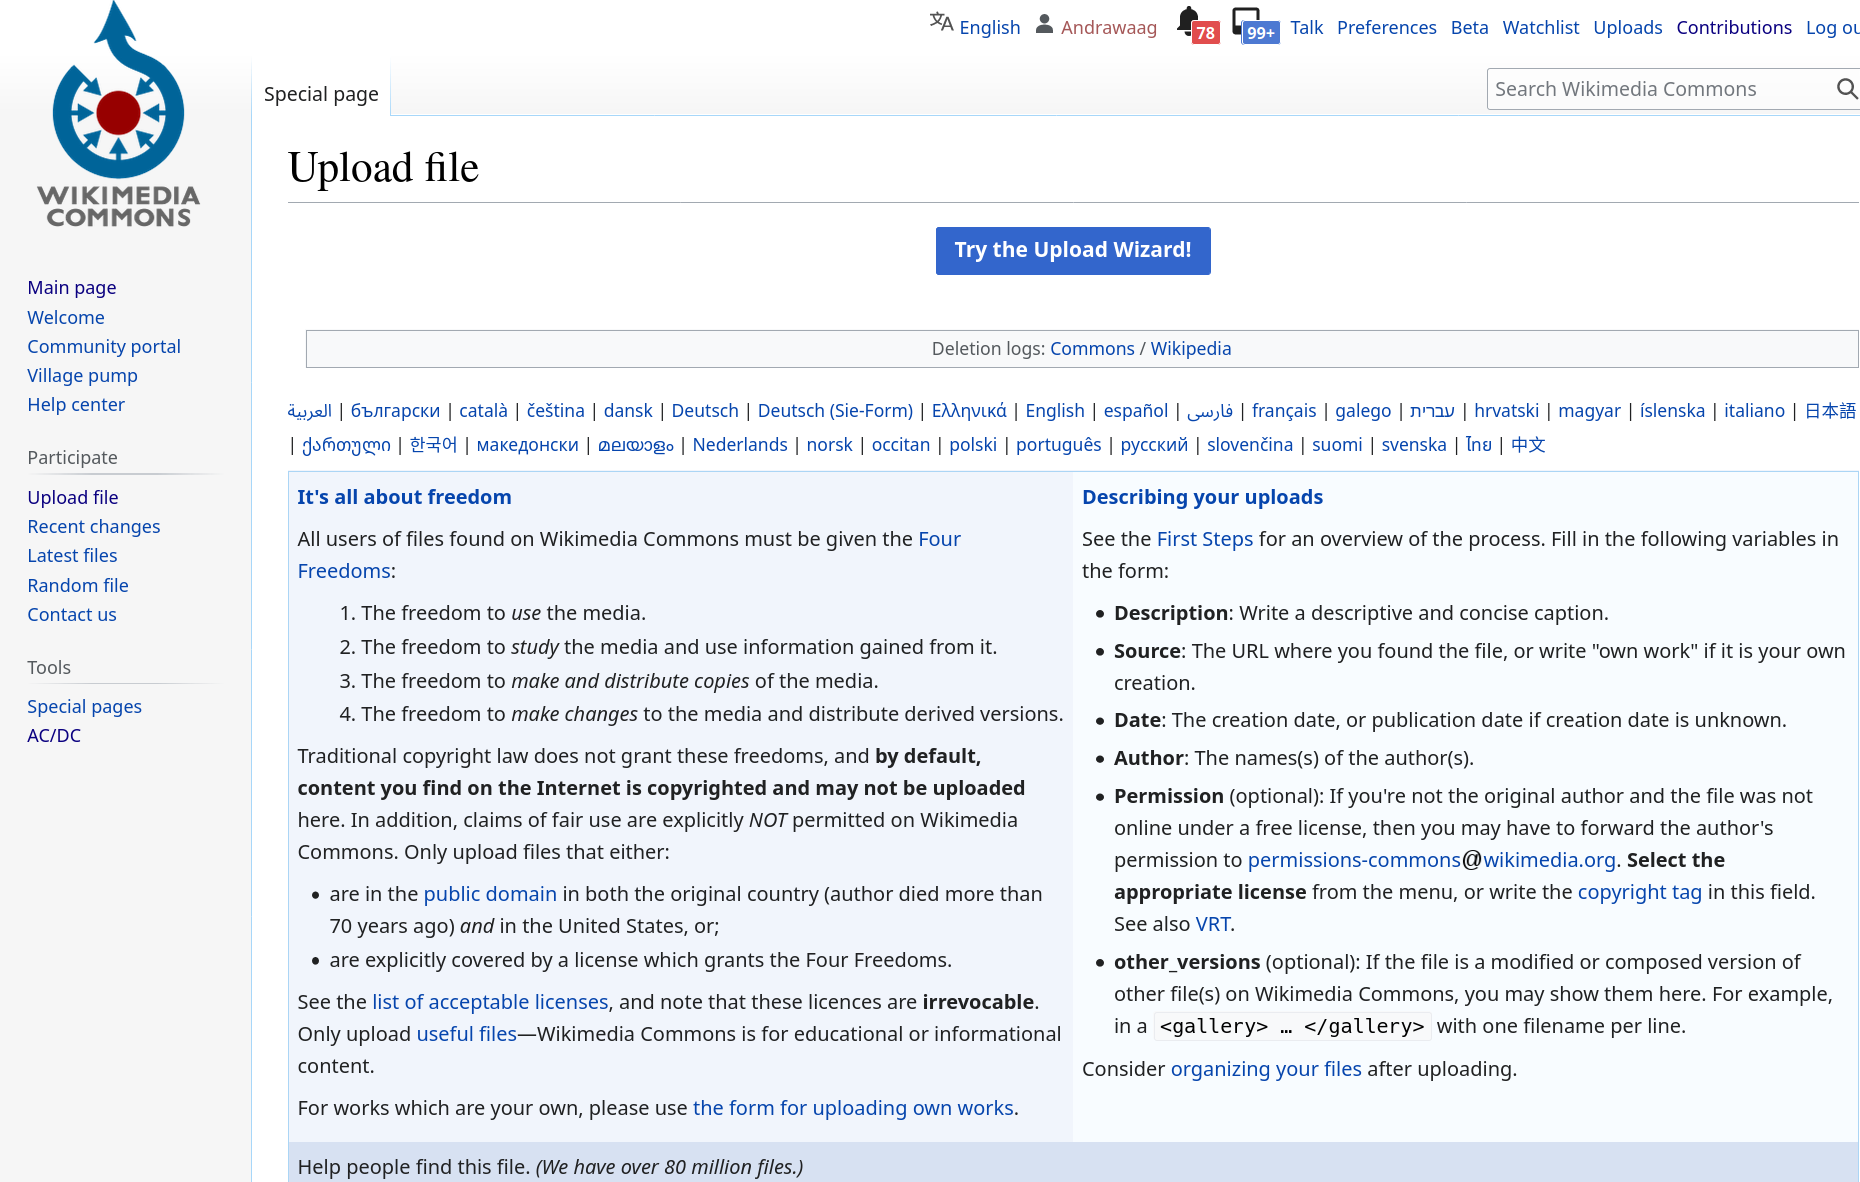 English Andrawaag 78 99+ Talk Preferences Beta Watchlist Uploads Contributions Log ou
Special page
Search Wikimedia Commons
WIKIMEDIA
COMMONS
Upload file
Try the Upload Wizard!
Main page
Welcome
Community portal
Village pump
Help center
Participate
Upload file
Recent changes
Latest files
Random file
Contact us
Tools
Special pages
AC/DC
Deletion logs: Commons / Wikipedia
العربية | български | català | čeština | dansk | Deutsch | Deutsch (Sie-Form) | Ελληνικά | English | español | فارسی | français | galego | עברית | hrvatski | magyar | íslenska | italiano | 日本語
| ქართული | 한국어 | македонски | മലയാളം | Nederlands | norsk | occitan | polski | português | русский | slovenčina | suomi | svenska | ไทย | 中文
It's all about freedom
All users of files found on Wikimedia Commons must be given the Four
Freedoms:
1. The freedom to use the media.
2. The freedom to study the media and use information gained from it.
3. The freedom to make and distribute copies of the media.
4. The freedom to make changes to the media and distribute derived versions.
Traditional copyright law does not grant these freedoms, and by default,
content you find on the Internet is copyrighted and may not be uploaded
here. In addition, claims of fair use are explicitly NOT permitted on Wikimedia
Commons. Only upload files that either:
• are in the public domain in both the original country (author died more than
70 years ago) and in the United States, or;
• are explicitly covered by a license which grants the Four Freedoms.
See the list of acceptable licenses, and note that these licences are irrevocable.
Only upload useful files—Wikimedia Commons is for educational or informational
content.
For works which are your own, please use the form for uploading own works.
Describing your uploads
See the First Steps for an overview of the process. Fill in the following variables in
the form:
• Description: Write a descriptive and concise caption.
• Source: The URL where you found the file, or write "own work" if it is your own
creation.
• Date: The creation date, or publication date if creation date is unknown.
• Author: The names(s) of the author(s).
• Permission (optional): If you're not the original author and the file was not
online under a free license, then you may have to forward the author's
permission to permissions-commons@wikimedia.org. Select the
appropriate license from the menu, or write the copyright tag in this field.
See also VRT.
• other_versions (optional): If the file is a modified or composed version of
other file(s) on Wikimedia Commons, you may show them here. For example,
in a <gallery> … </gallery> with one filename per line.
Consider organizing your files after uploading.
Help people find this file. (We have over 80 million files.)